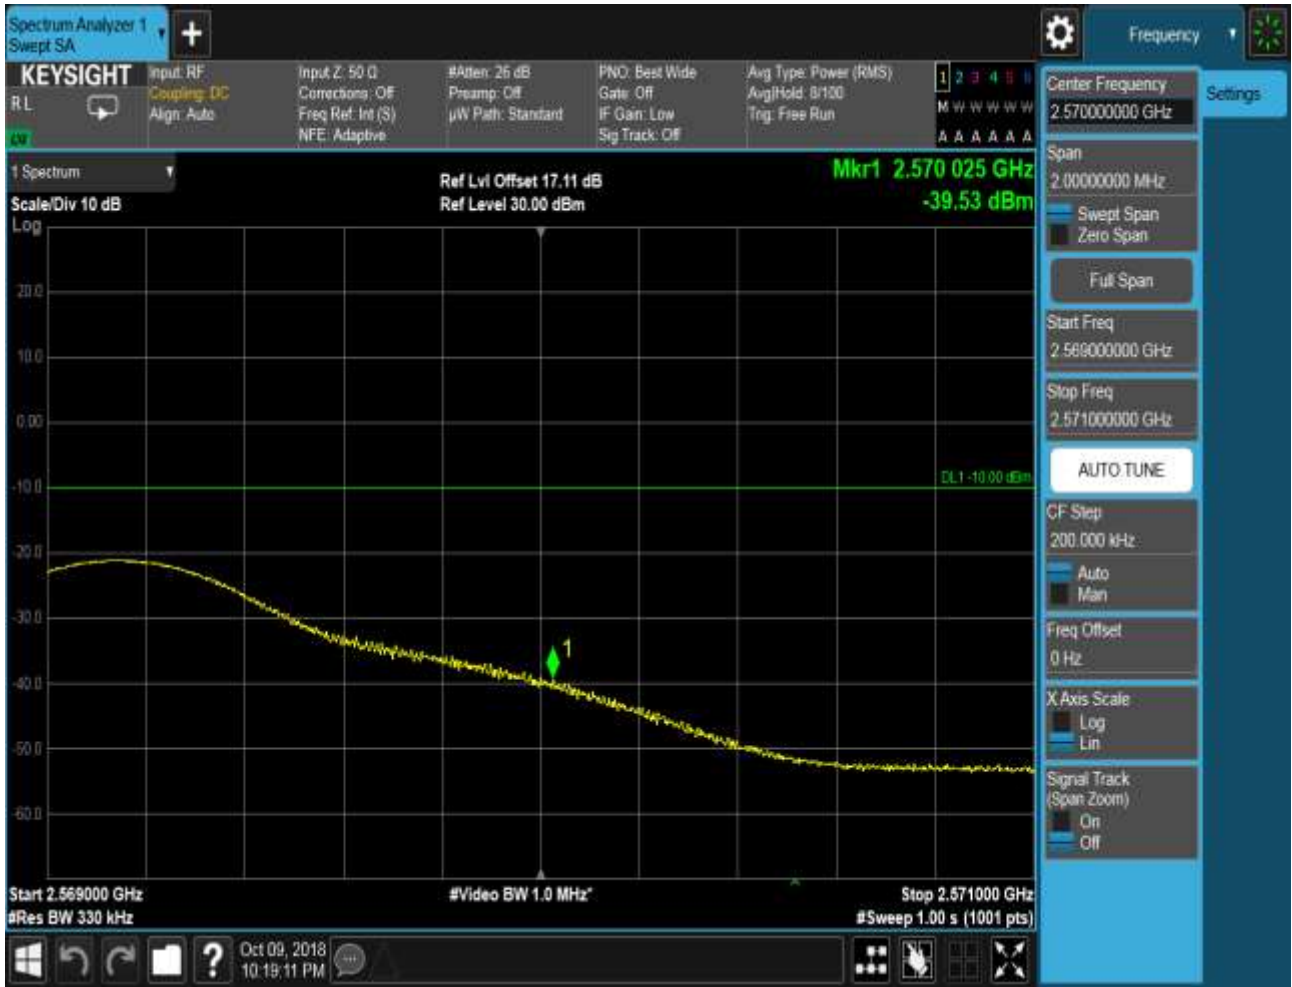 Spectrum Analyzer 1
Swept SA
Frequency
KEYSIGHT
RL
Input: RF
Coupling: DC
Align: Auto
Input Z: 50 Ω
Corrections: Off
Freq Ref: Int (S)
NFE: Adaptive
#Atten: 26 dB
Preamp: Off
µW Path: Standard
PNO: Best Wide
Gate: Off
IF Gain: Low
Sig Track: Off
Avg Type: Power (RMS)
Avg|Hold: 8/100
Trig: Free Run
1 2 3 4 5 6
M W W W W W
A A A A A A
1 Spectrum
Scale/Div 10 dB
Log
Ref Lvl Offset 17.11 dB
Ref Level 30.00 dBm
Mkr1 2.570 025 GHz
-39.53 dBm
20.0
10.0
0.00
-10.0
DL1 -10.00 dBm
-20.0
-30.0
1
-40.0
-50.0
-60.0
Start 2.569000 GHz
#Video BW 1.0 MHz*
Stop 2.571000 GHz
#Res BW 330 kHz
#Sweep 1.00 s (1001 pts)
Center Frequency
2.570000000 GHz
Settings
Span
2.00000000 MHz
Swept Span
Zero Span
Full Span
Start Freq
2.569000000 GHz
Stop Freq
2.571000000 GHz
AUTO TUNE
CF Step
200.000 kHz
Auto
Man
Freq Offset
0 Hz
X Axis Scale
Log
Lin
Signal Track
(Span Zoom)
On
Off
?
Oct 09, 2018
10:19:11 PM